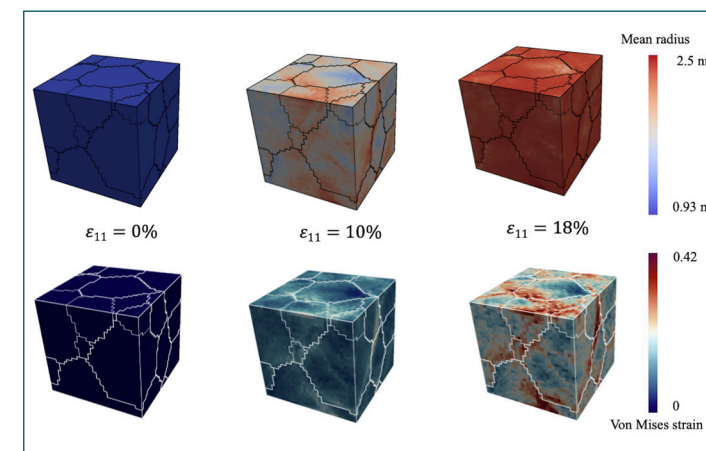 Mean radius
2.5 n
0.93 n
ε₁₁ = 0%
ε₁₁ = 10%
ε₁₁ = 18%
0.42
0
Von Mises strain